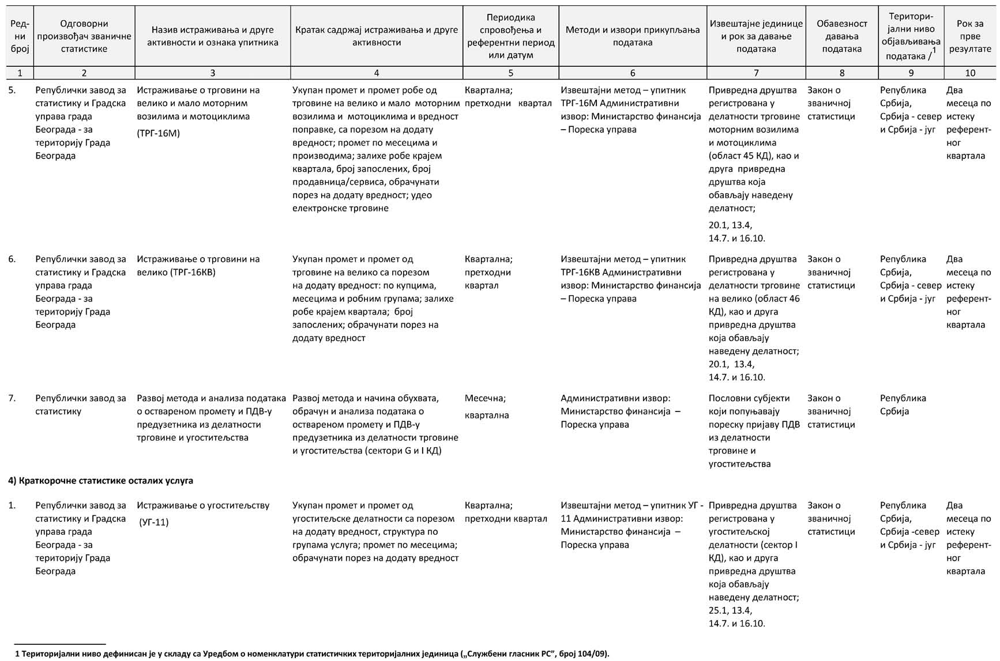 Ред-
ни
број
Одговорни
произвођач званичне
статистике
Назив истраживања и друге
активности и ознака упитника
Кратак садржај истраживања и друге
активности
Периодика
спровођења и
референтни период
или датум
Методи и извори прикупљања
података
Извештајне јединице
и рок за давање
података
Обавезност
давања
података
Територи-
јални ниво
објављивања
података /1
Рок за
прве
резултате
1 2 3 4 5 6 7 8 9 10
5.
Републички завод за
статистику и Градска
управа града
Београда - за
територију Града
Београда
Истраживање о трговини на
велико и мало моторним
возилима и мотоциклима
(ТРГ-16М)
Укупан промет и промет робе од
трговине на велико и мало моторним
возилима и мотоциклима и вредност
поправке, са порезом на додату
вредност; промет по месецима и
производима; залихе робе крајем
квартала, број запослених, број
продавница/сервиса, обрачунати
порез на додату вредност; удео
електронске трговине
Квартална;
претходни квартал
Извештајни метод – упитник
ТРГ-16М Административни
извор: Министарство финансија
– Пореска управа
Привредна друштва
регистрована у
делатности трговине
моторним возилима
и мотоциклима
(област 45 КД), као и
друга привредна
друштва која
обављају наведену
делатност;
20.1, 13.4,
14.7. и 16.10.
Закон о
званичној
статистици
Република
Србија,
Србија - север
и Србија - југ
Два
месеца по
истеку
референт-
ног
квартала
6.
Републички завод за
статистику и Градска
управа града
Београда - за
територију Града
Београда
Истраживање о трговини на
велико (ТРГ-16КВ)
Укупан промет и промет од
трговине на велико са порезом
на додату вредност: по купцима,
месецима и робним групама; залихе
робе крајем квартала; број
запослених; обрачунати порез на
додату вредност
Квартална;
претходни
квартал
Извештајни метод – упитник
ТРГ-16КВ Административни
извор: Министарство финансија
– Пореска управа
Привредна друштва
регистрована у
делатности трговине
на велико (област 46
КД), као и друга
привредна друштва
која обављају
наведену делатност;
20.1, 13.4,
14.7. и 16.10.
Закон о
званичној
статистици
Република
Србија,
Србија - север
и Србија - југ
Два
месеца по
истеку
референт-
ног
квартала
7.
Републички завод за
статистику
Развој метода и анализа података
о оствареном промету и ПДВ-у
предузетника из делатности
трговине и угоститељства
Развој метода и начина обухвата,
обрачун и анализа података о
оствареном промету и ПДВ-у
предузетника из делатности трговине
и угоститељства (сектори G и I КД)
Месечна;
квартална
Административни извор:
Министарство финансија –
Пореска управа
Пословни субјекти
који попуњавају
пореску пријаву ПДВ
из делатности
трговине и
угоститељства
Закон о
званичној
статистици
Република
Србија
4) Краткорочне статистике осталих услуга
1.
Републички завод за
статистику и Градска
управа града
Београда - за
територију Града
Београда
Истраживање о угоститељству
(УГ-11)
Укупан промет и промет од
угоститељске делатности са порезом
на додату вредност, структура по
групама услуга; промет по месецима;
обрачунати порез на додату вредност
Квартална;
претходни квартал
Извештајни метод – упитник УГ -
11 Административни извор:
Министарство финансија –
Пореска управа
Привредна друштва
регистрована у
угоститељској
делатности (сектор I
КД), као и друга
привредна друштва
која обављају
наведену делатност;
25.1, 13.4,
14.7. и 16.10.
Закон о
званичној
статистици
Република
Србија,
Србија -север
и Србија - југ
Два
месеца по
истеку
референт-
ног
квартала
1 Територијални ниво дефинисан је у складу са Уредбом о номенклатури статистичких територијалних јединица („Службени гласник РС”, број 104/09).